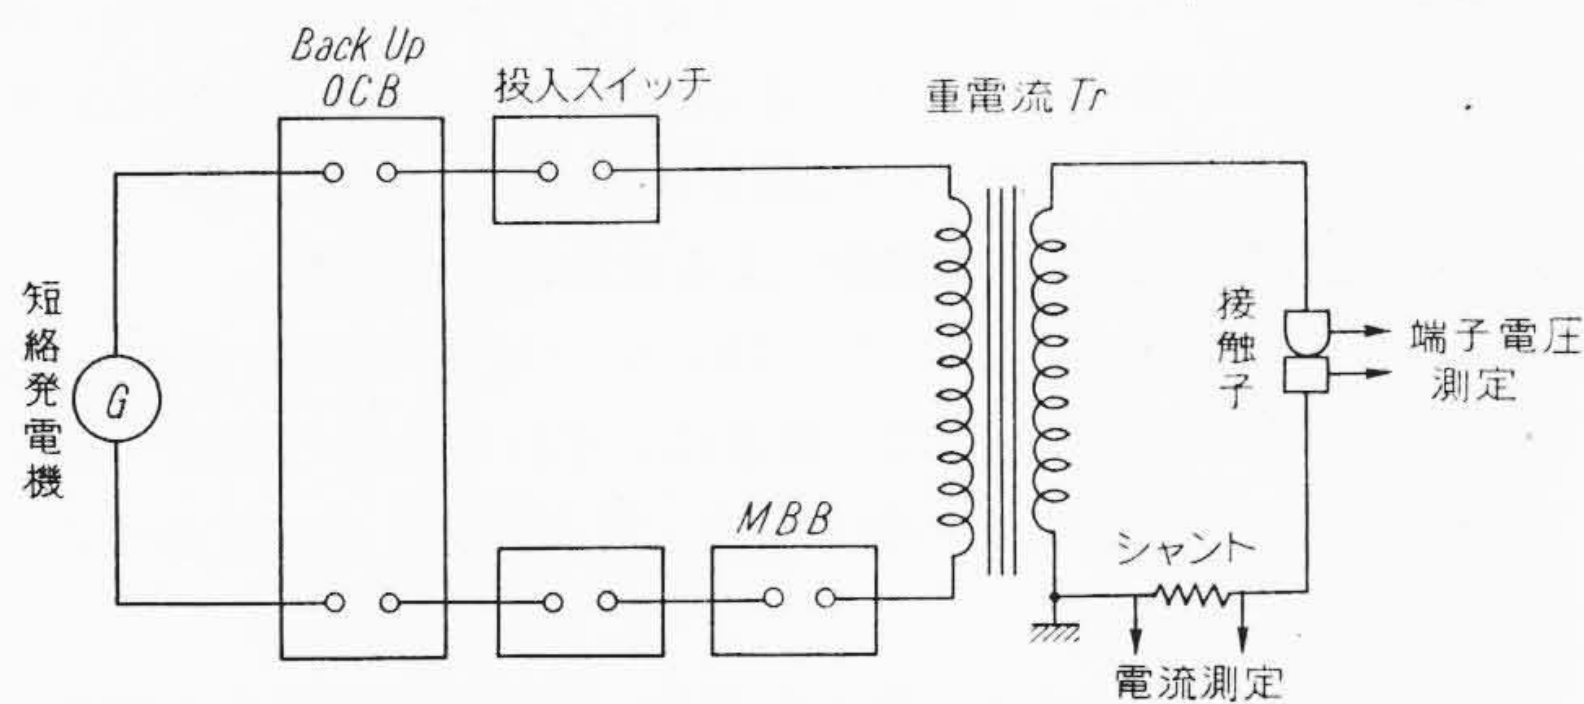 Back Up
OCB
投入スイッチ
重電流 Tr
短絡発電機
G
接触子
端子電圧
測定
MBB
シャント
電流測定